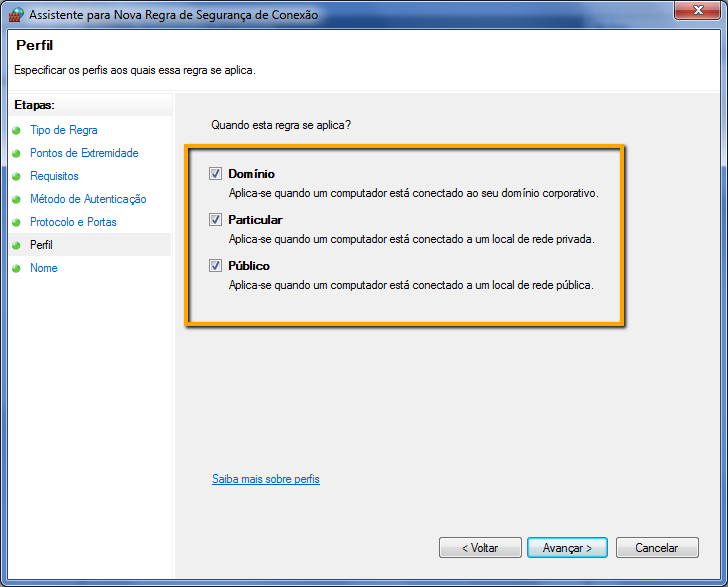 Assistente para Nova Regra de Segurança de Conexão
Perfil
Especificar os perfis aos quais essa regra se aplica.
Etapas:
Tipo de Regra
Pontos de Extremidade
Requisitos
Método de Autenticação
Protocolo e Portas
Perfil
Nome
Quando esta regra se aplica?
Domínio
Aplica-se quando um computador está conectado ao seu domínio corporativo.
Particular
Aplica-se quando um computador está conectado a um local de rede privada.
Público
Aplica-se quando um computador está conectado a um local de rede pública.
Saiba mais sobre perfis
< Voltar
Avançar >
Cancelar